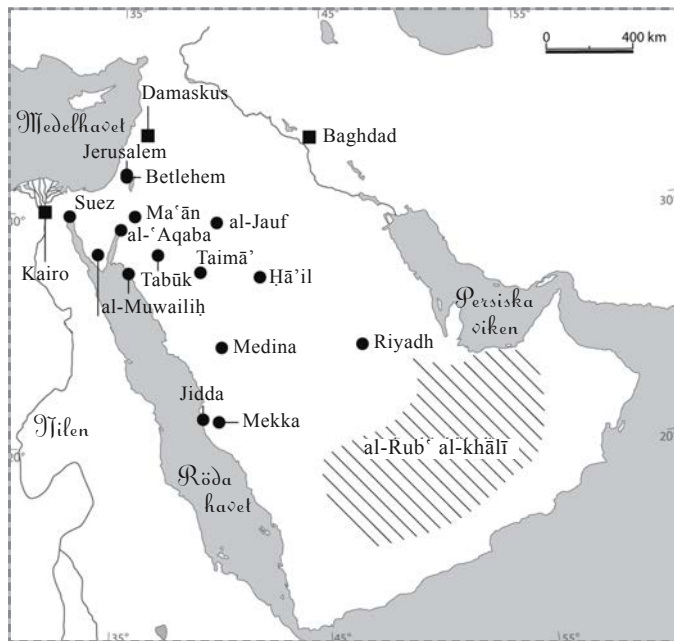 35°
45°
55°
0 400 km
Damaskus
Medelhavet
Baghdad
Jerusalem
Betlehem
30°
Suez
Maʿān
al-Jauf
30°
al-ʿAqaba
Taimāʾ
Kairo
Tabūk
Ḥāʾil
al-Muwailiḥ
Persiska
viken
Medina
Riyadh
Jidda
Mekka
Nilen
20°
al-Rubʿ al-khālī
20°
Röda
havet
35°
45°
55°